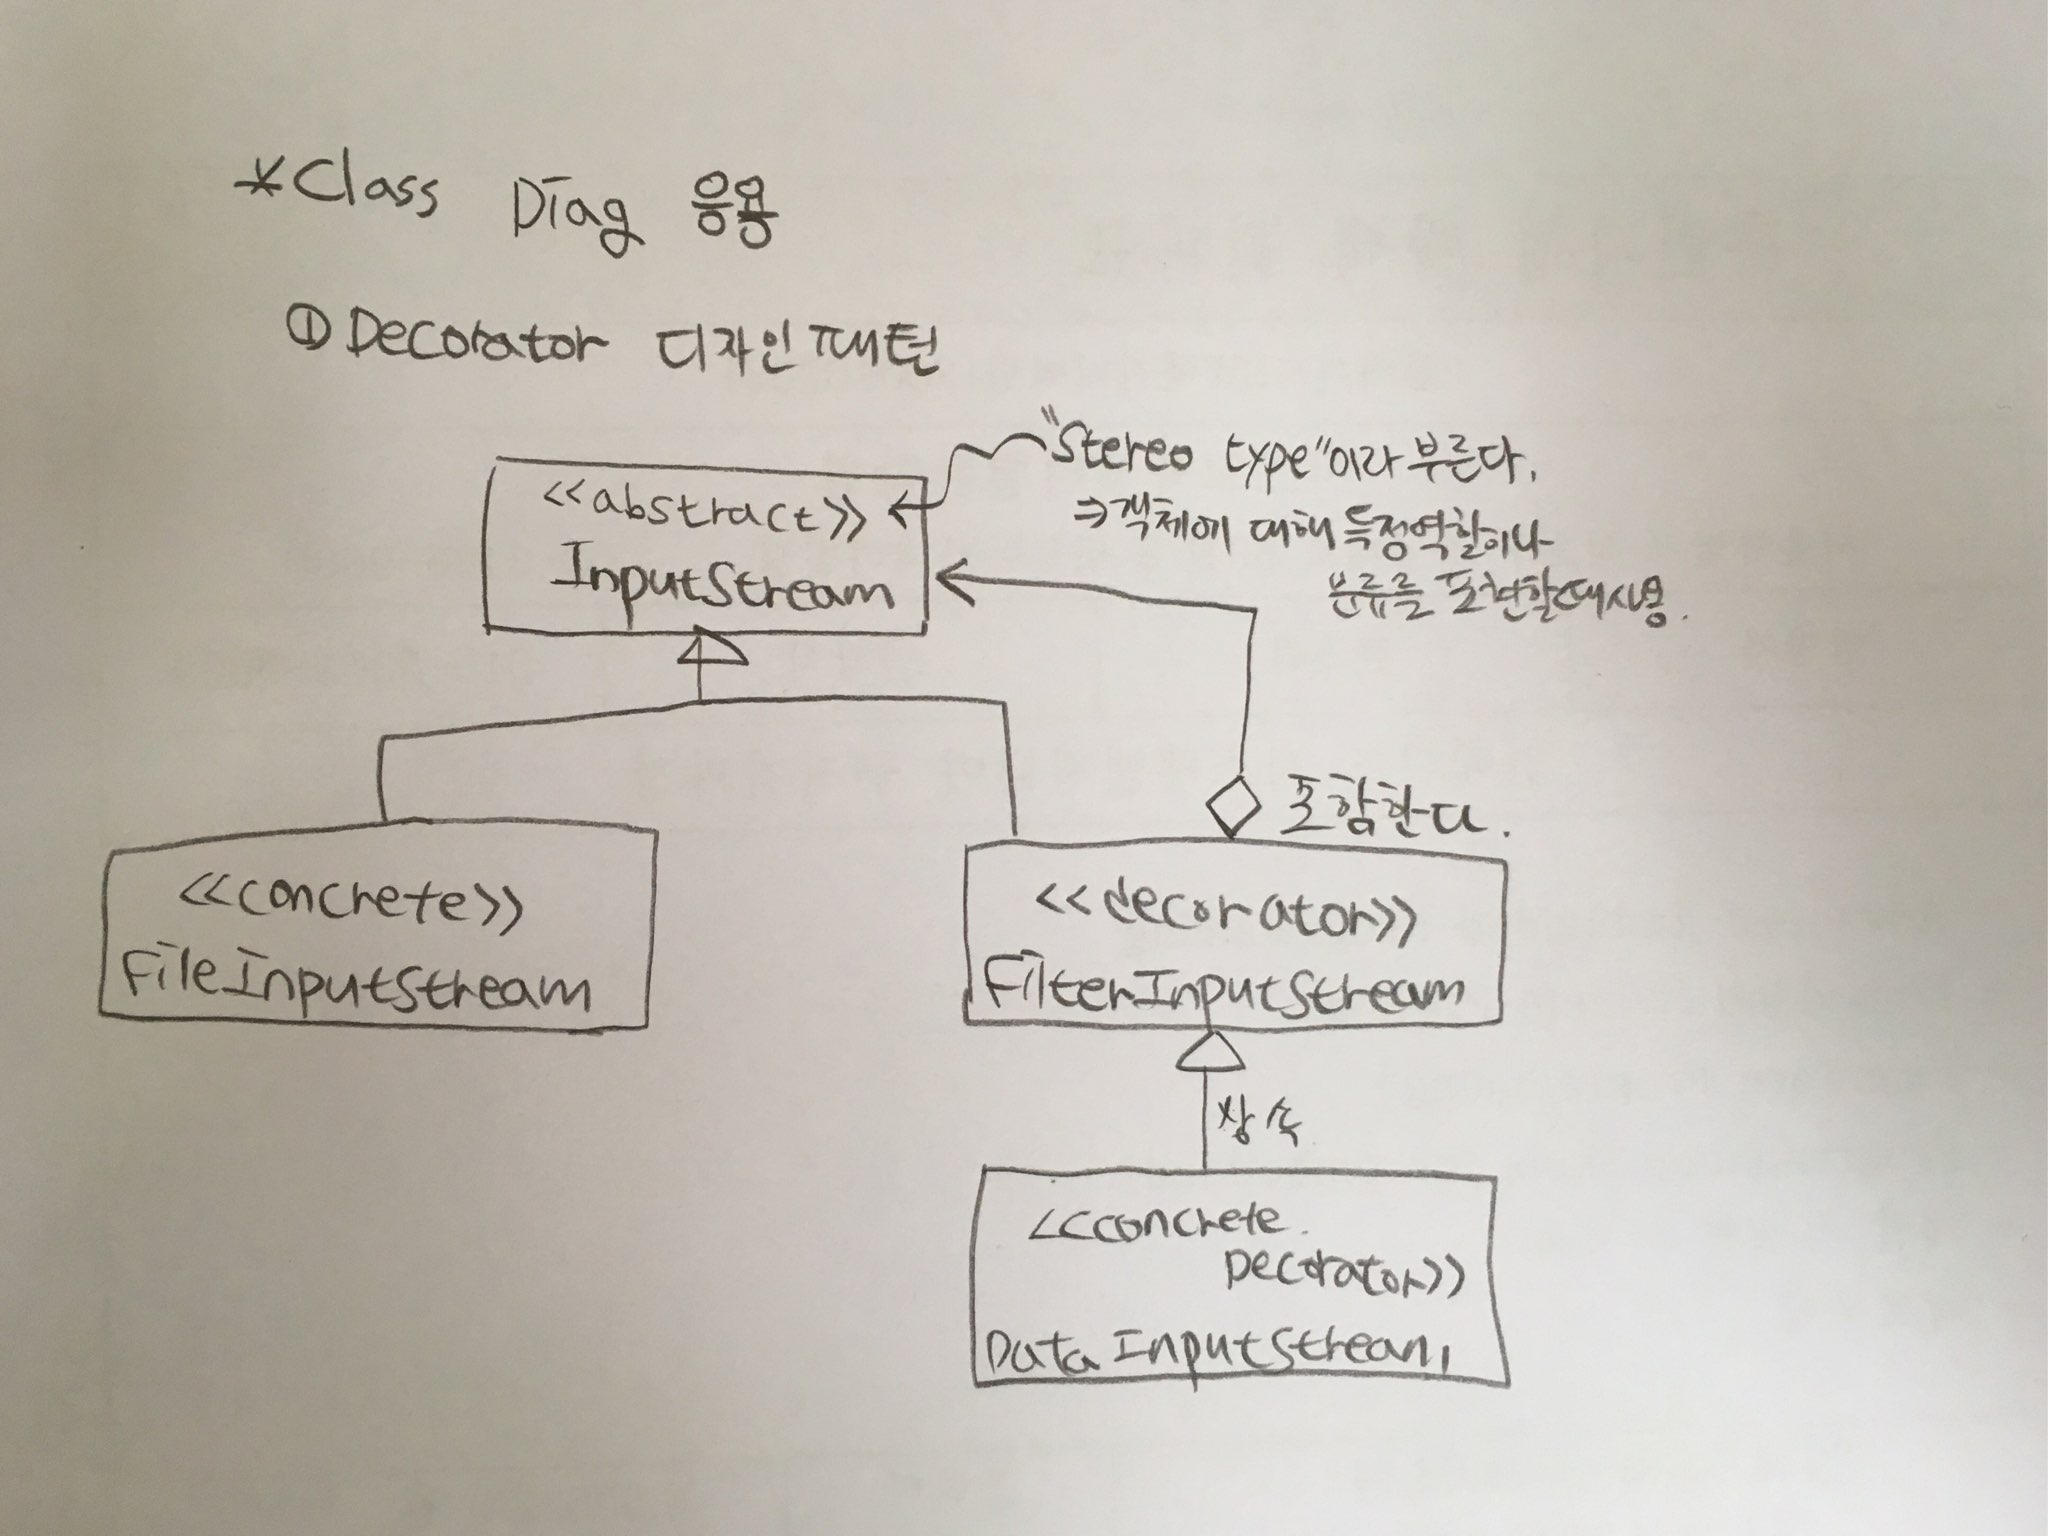 *Class Diag 응용
① Decorator 디자인 패턴
"Stereo type"이라 부른다.
⇒객체에 대해 특정역할이나
분류를 표현할때사용.
<<abstract>>
InputStream
포함한다.
<<concrete>>
FileInputStream
<<decorator>>
FilterInputStream
상속
<<concrete
Decorator>>
Data InputStream